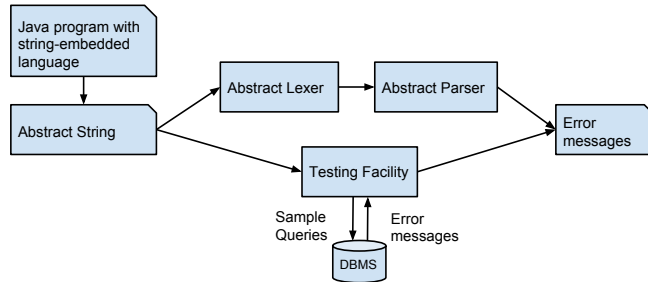 Java program with
string-embedded
language
Abstract String
Abstract Lexer
Abstract Parser
Error
messages
Testing Facility
Sample
Queries
Error
messages
DBMS